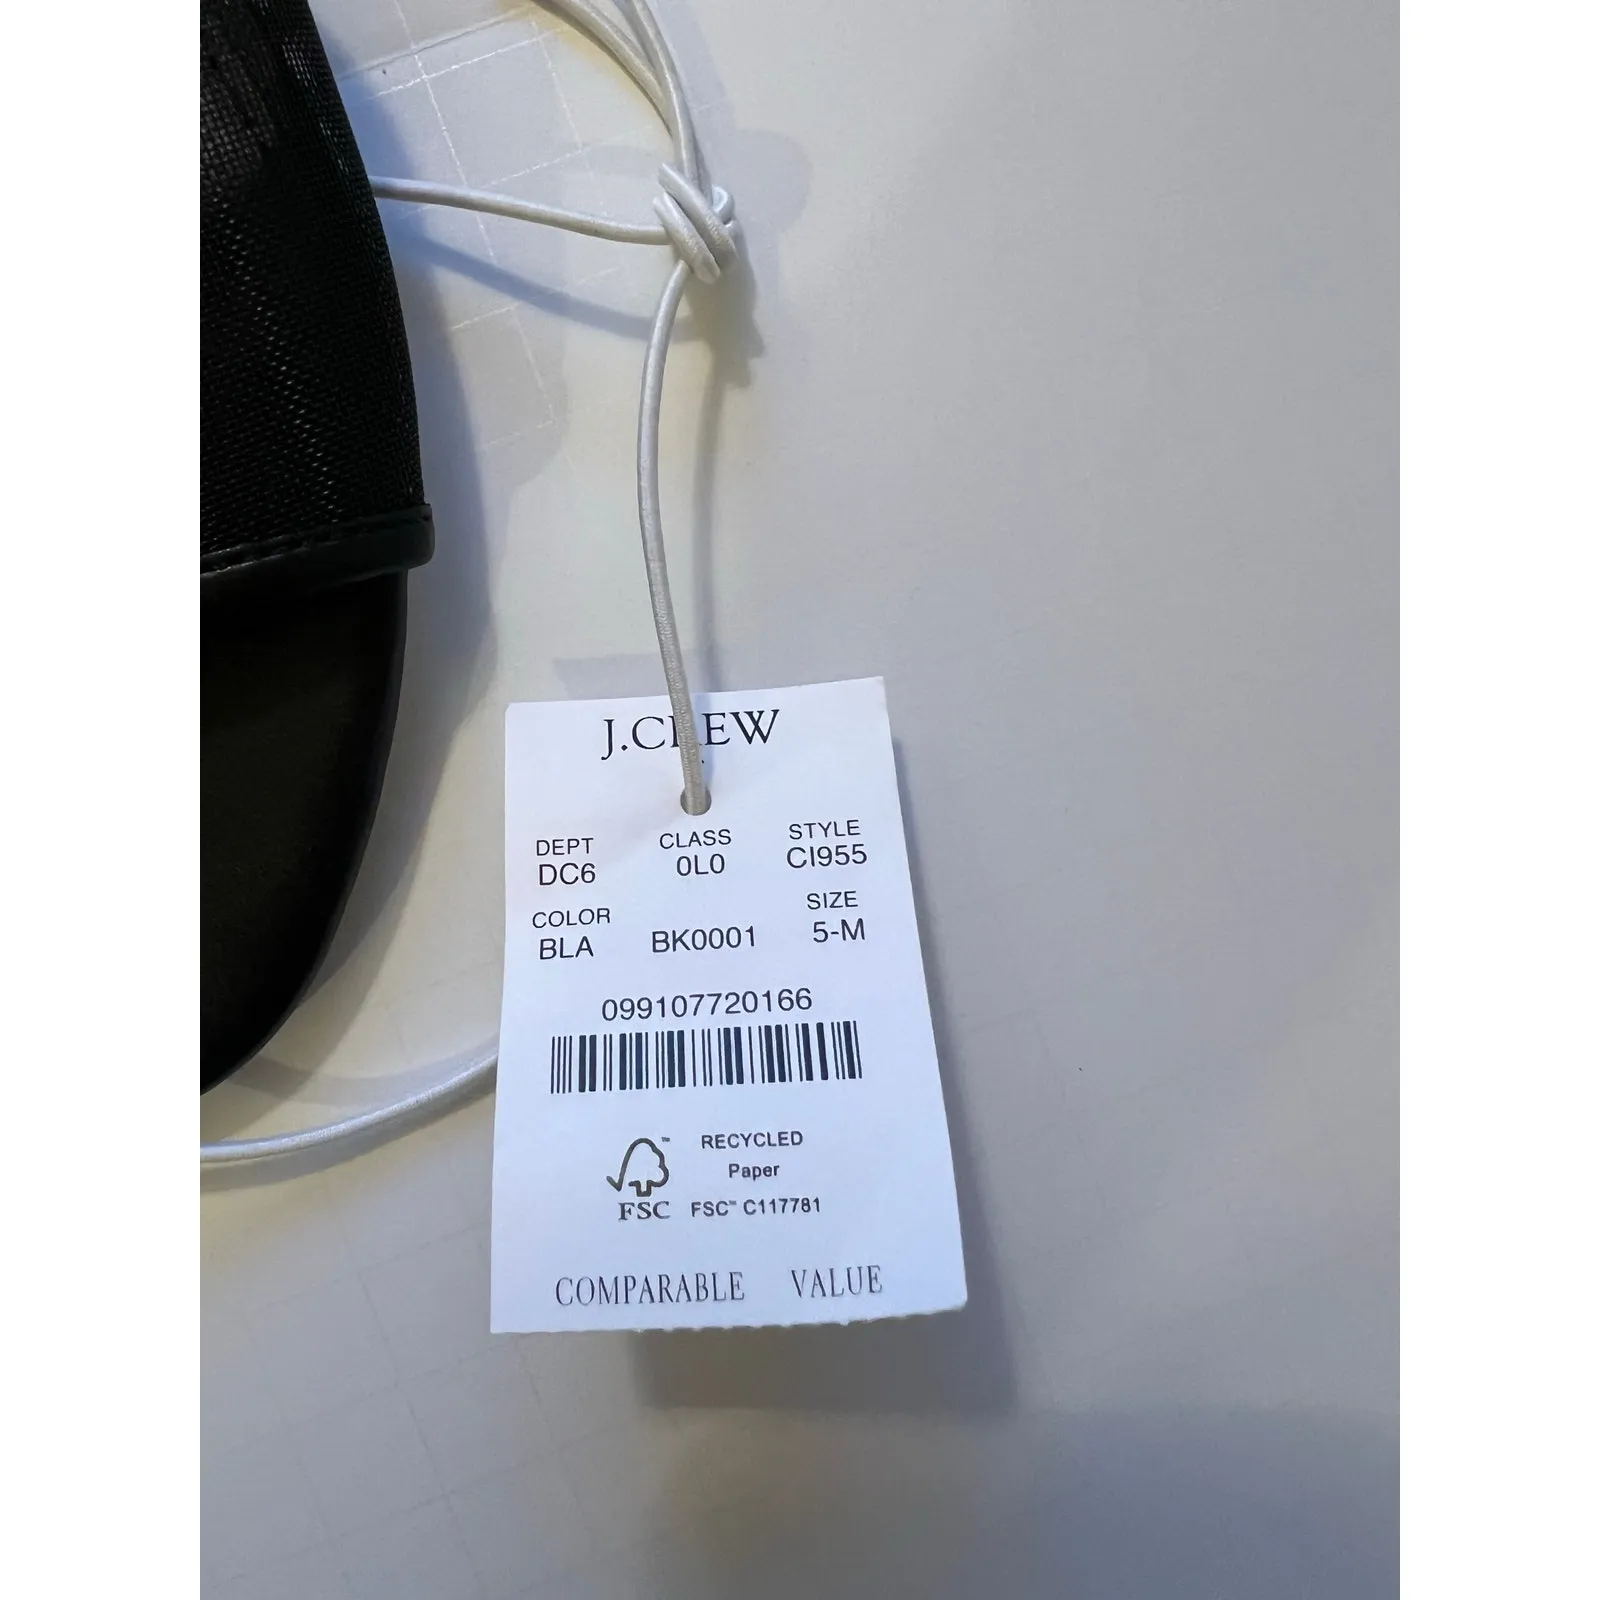 J.CREW
DEPT CLASS STYLE
DC6 0L0 CI955
COLOR SIZE
BLA BK0001 5-M
099107720166
RECYCLED
Paper
FSC™ C117781
FSC
COMPARABLE VALUE